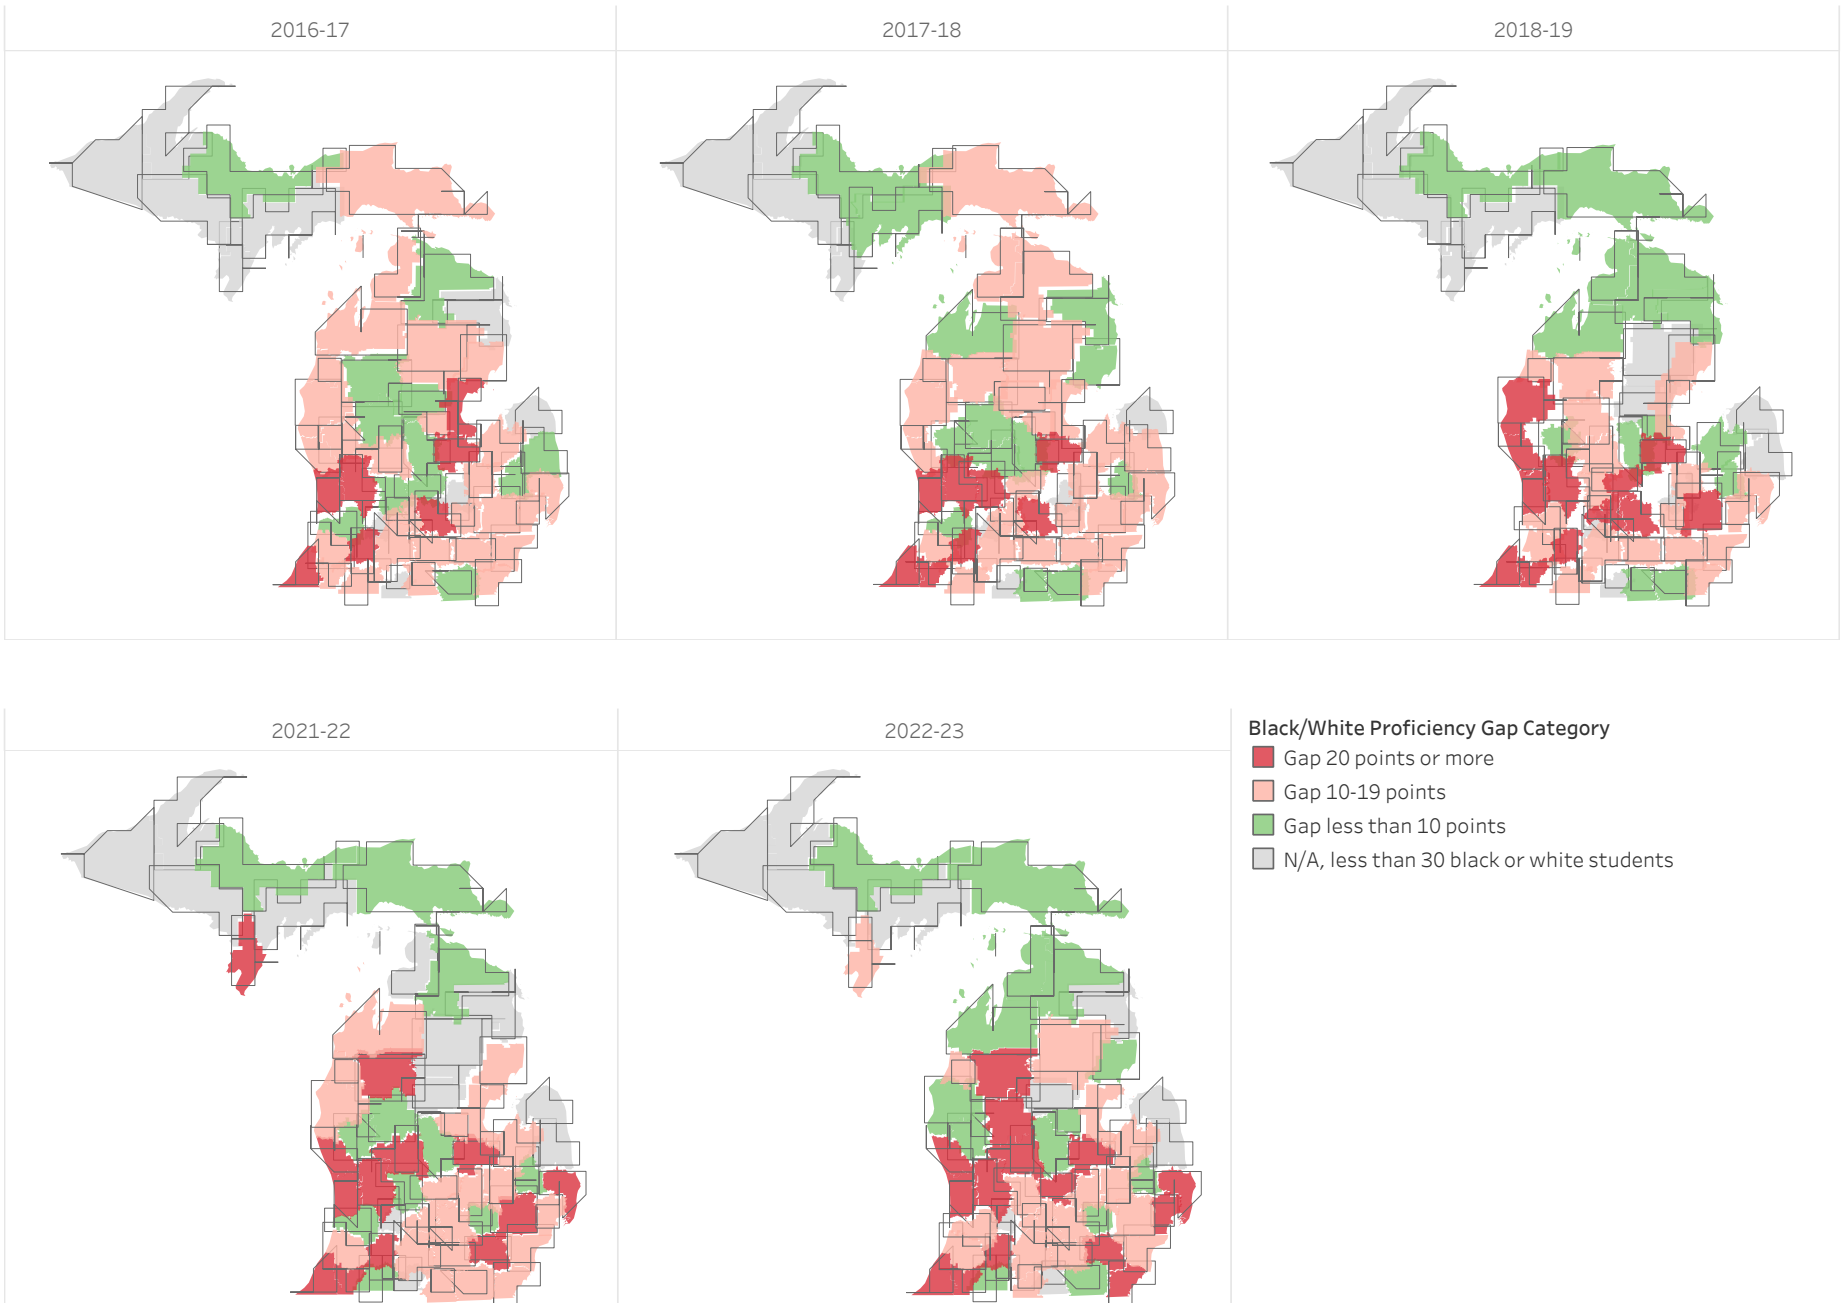 2016-17
2017-18
2018-19
2021-22
2022-23
Black/White Proficiency Gap Category
Gap 20 points or more
Gap 10-19 points
Gap less than 10 points
N/A, less than 30 black or white students